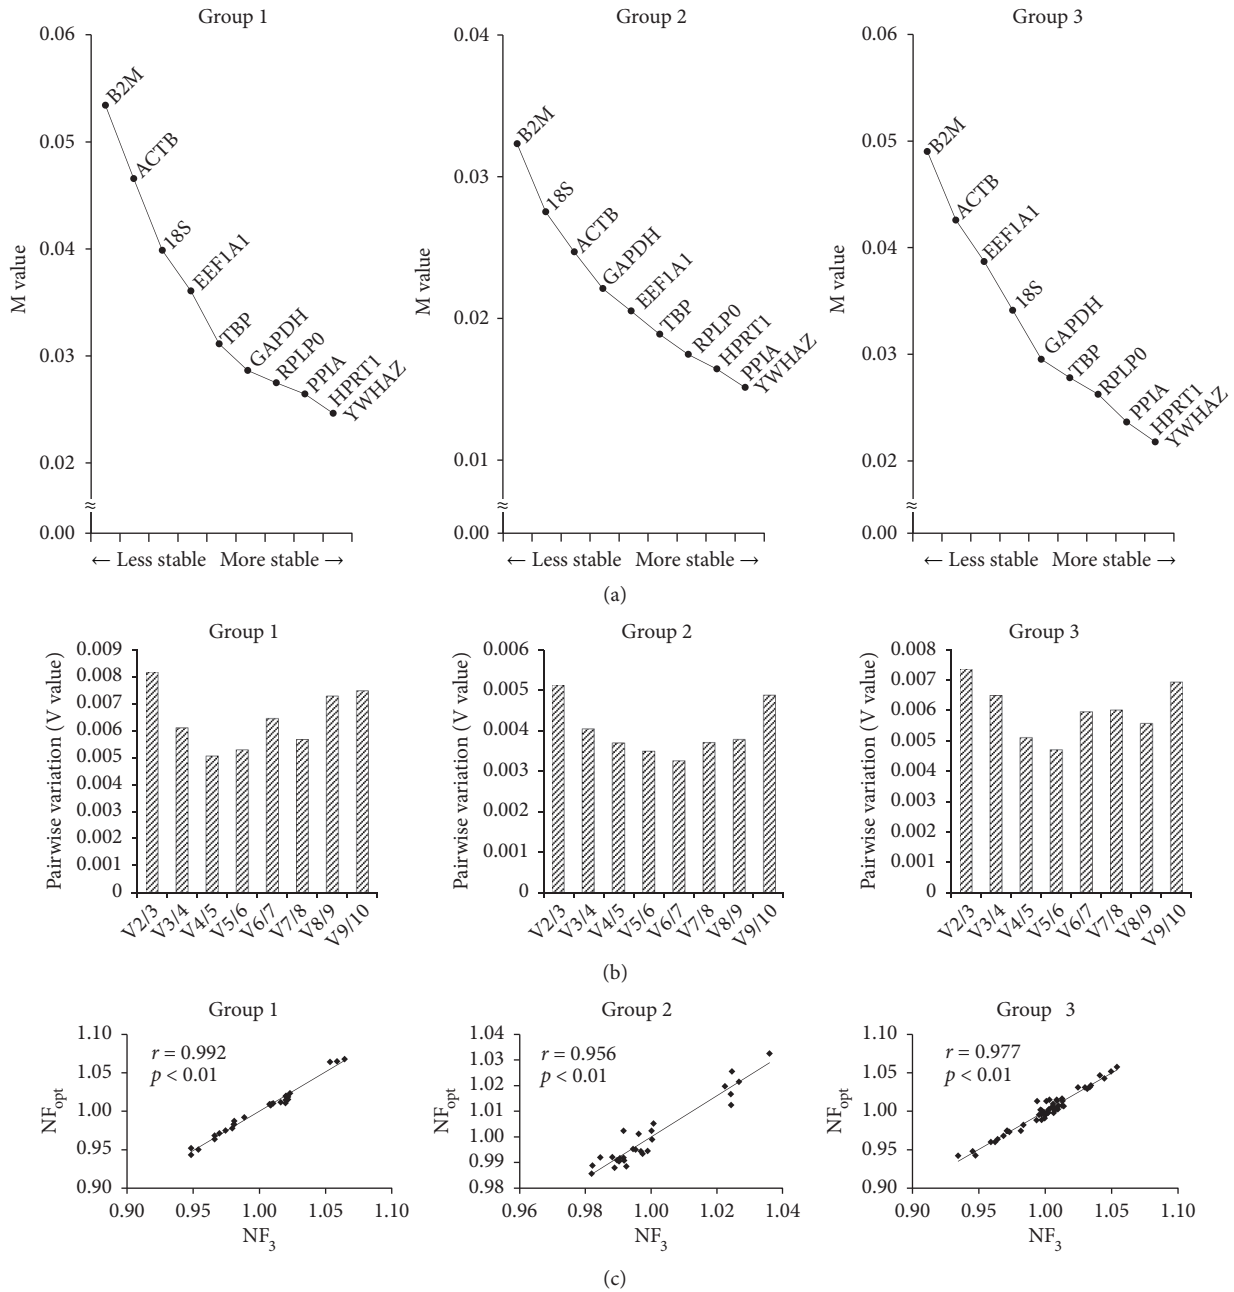 Group 1
M value
0.06
0.05
0.04
0.03
0.02
0.00
B2M
ACTB
18S
EEF1A1
TBP
GAPDH
RPLP0
PPIA
HPRT1
YWHAZ
≈
← Less stable More stable →
Group 2
M value
0.04
0.03
0.02
0.01
0.00
B2M
18S
ACTB
GAPDH
EEF1A1
TBP
RPLP0
HPRT1
PPIA
YWHAZ
≈
← Less stable More stable →
Group 3
M value
0.06
0.05
0.04
0.03
0.02
0.00
B2M
ACTB
EEF1A1
18S
GAPDH
TBP
RPLP0
PPIA
HPRT1
YWHAZ
≈
← Less stable More stable →
(a)
Group 1
Pairwise variation (V value)
0.009
0.008
0.007
0.006
0.005
0.004
0.003
0.002
0.001
0
V2/3
V3/4
V4/5
V5/6
V6/7
V7/8
V8/9
V9/10
Group 2
Pairwise variation (V value)
0.006
0.005
0.004
0.003
0.002
0.001
0
V2/3
V3/4
V4/5
V5/6
V6/7
V7/8
V8/9
V9/10
Group 3
Pairwise variation (V value)
0.008
0.007
0.006
0.005
0.004
0.003
0.002
0.001
0
V2/3
V3/4
V4/5
V5/6
V6/7
V7/8
V8/9
V9/10
(b)
Group 1
NFopt
1.10
1.05
1.00
0.95
0.90
r = 0.992
p < 0.01
0.90 0.95 1.00 1.05 1.10
NF3
Group 2
NFopt
1.04
1.03
1.02
1.01
1.00
0.99
0.98
r = 0.956
p < 0.01
0.96 0.98 1.00 1.02 1.04
NF3
Group 3
NFopt
1.10
1.05
1.00
0.95
0.90
r = 0.977
p < 0.01
0.90 0.95 1.00 1.05 1.10
NF3
(c)